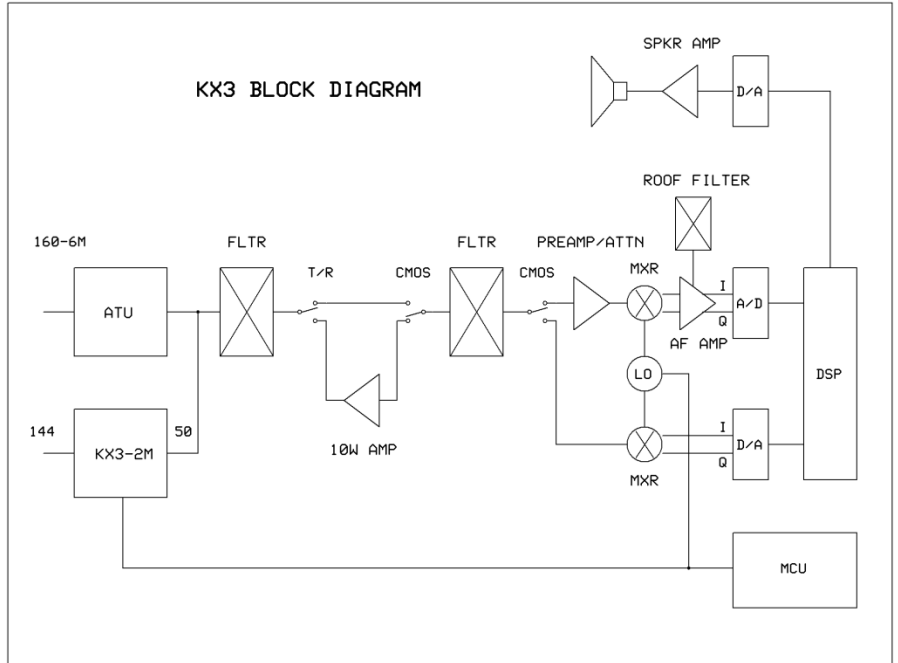 SPKR AMP
KX3 BLOCK DIAGRAM
D/A
ROOF FILTER
160-6M
FLTR
FLTR
PREAMP/ATTN
T/R
CMOS
CMOS
MXR
I
ATU
A/D
Q
AF AMP
LO
DSP
144
50
KX3-2M
10W AMP
I
D/A
Q
MXR
MCU